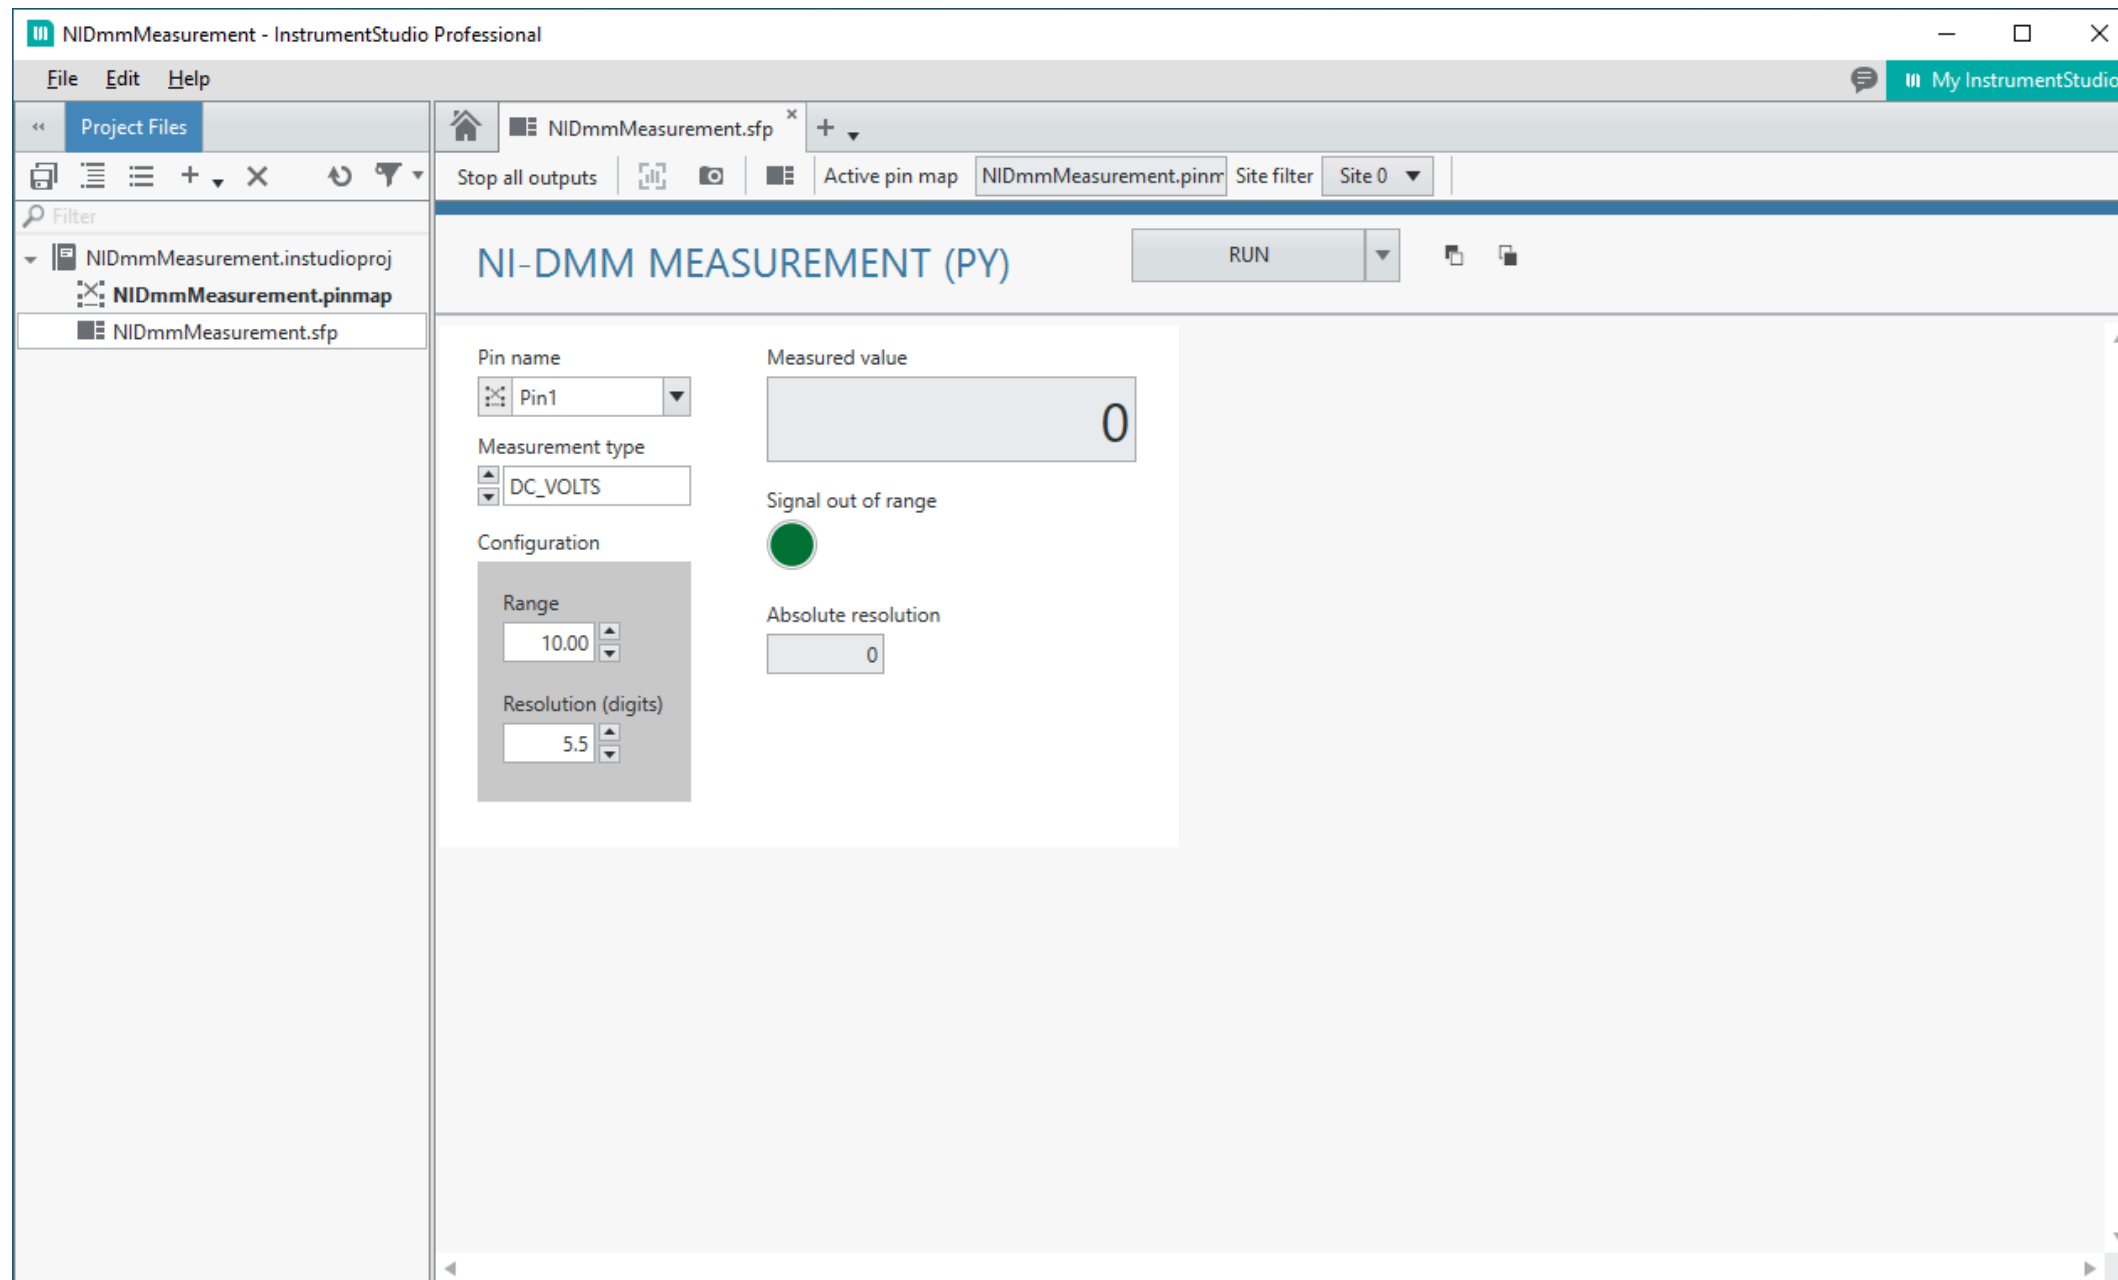 NIDmmMeasurement - InstrumentStudio Professional
File Edit Help
My InstrumentStudio
Project Files
NIDmmMeasurement.sfp
Stop all outputs
Active pin map
NIDmmMeasurement.pinm
Site filter
Site 0
Filter
NIDmmMeasurement.instudioproj
NIDmmMeasurement.pinmap
NIDmmMeasurement.sfp
NI-DMM MEASUREMENT (PY)
RUN
Pin name
Pin1
Measurement type
DC_VOLTS
Configuration
Range
10.00
Resolution (digits)
5.5
Measured value
0
Signal out of range
Absolute resolution
0